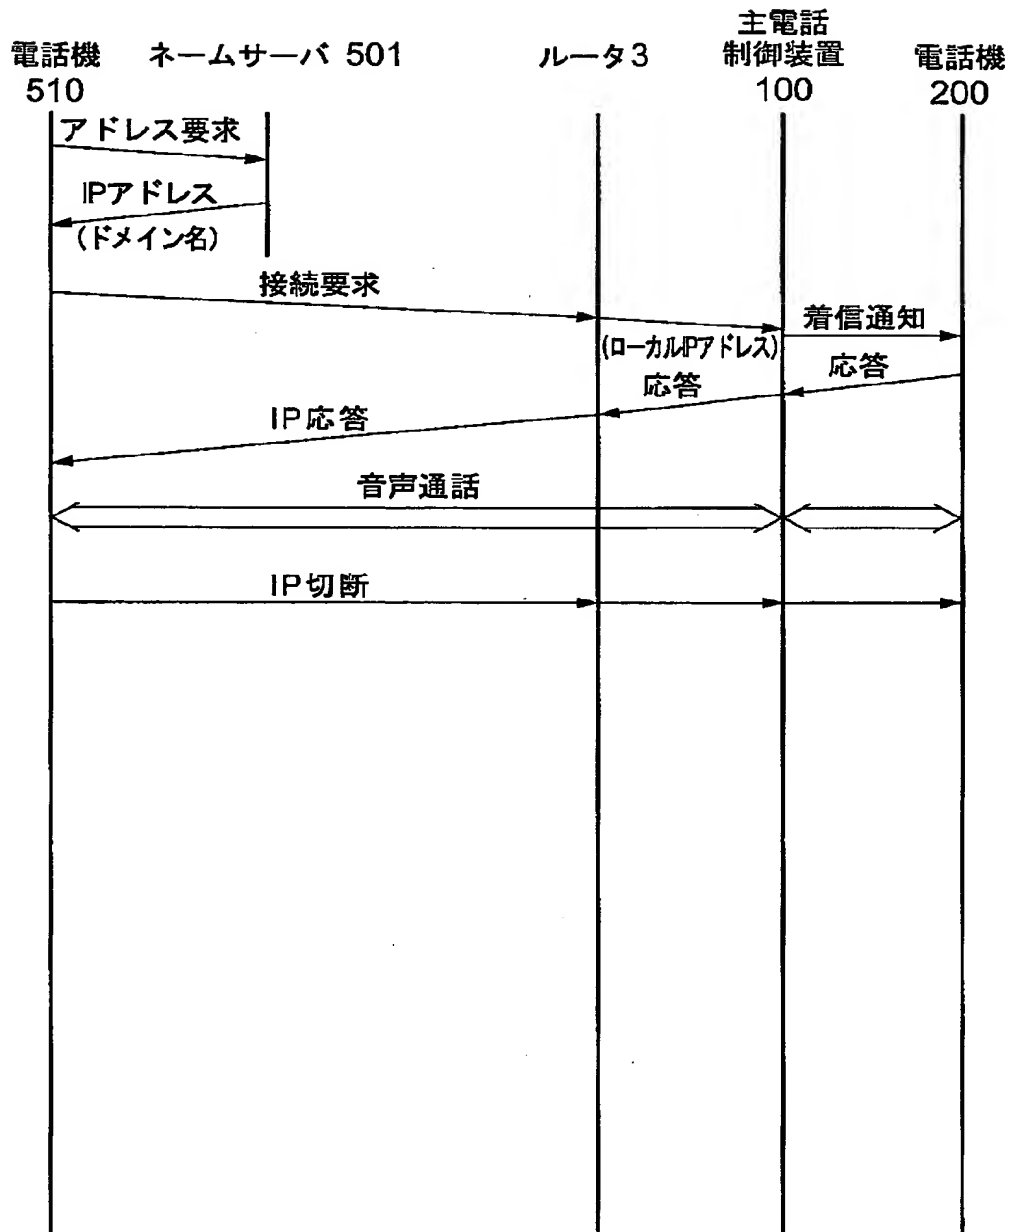 電話機
510
ネームサーバ 501
ルータ3
主電話
制御装置
100
電話機
200
アドレス要求
IPアドレス
(ドメイン名)
接続要求
着信通知
(ローカルIPアドレス)
応答
応答
IP応答
音声通話
IP切断